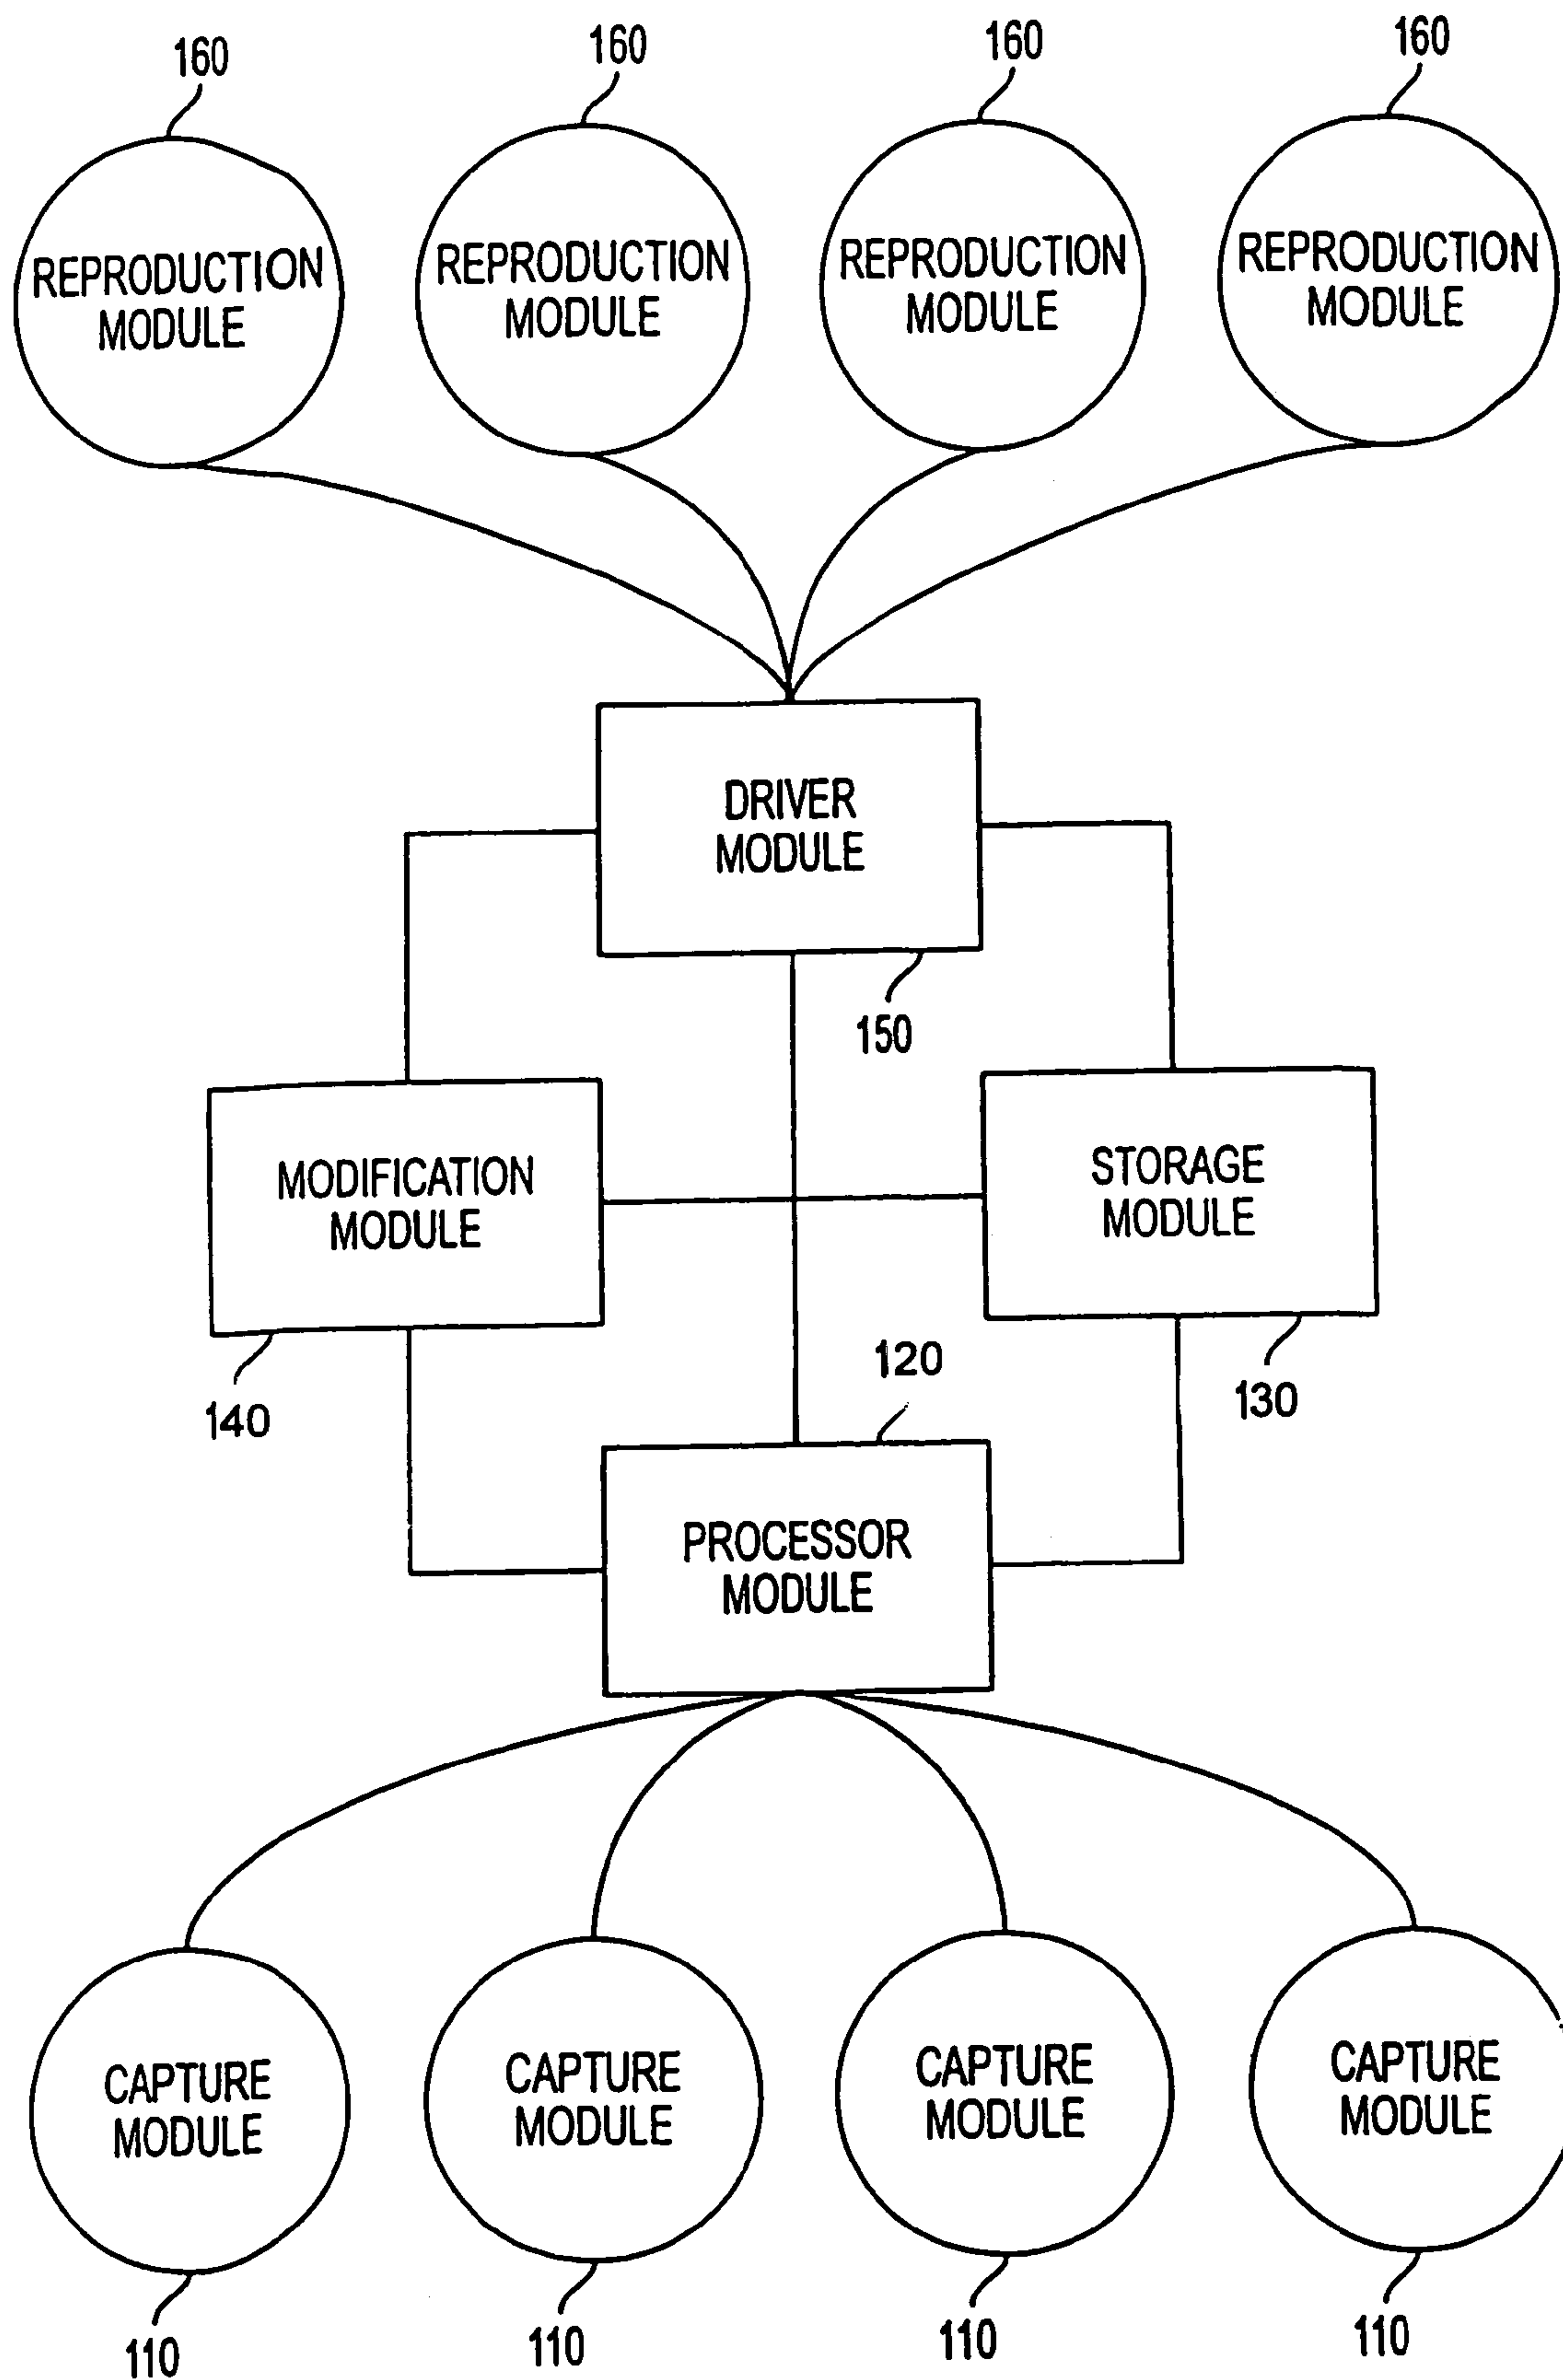 160
160
160
160
REPRODUCTION
MODULE
REPRODUCTION
MODULE
REPRODUCTION
MODULE
REPRODUCTION
MODULE
DRIVER
MODULE
150
MODIFICATION
MODULE
STORAGE
MODULE
140
120
130
PROCESSOR
MODULE
CAPTURE
MODULE
CAPTURE
MODULE
CAPTURE
MODULE
CAPTURE
MODULE
110
110
110
110